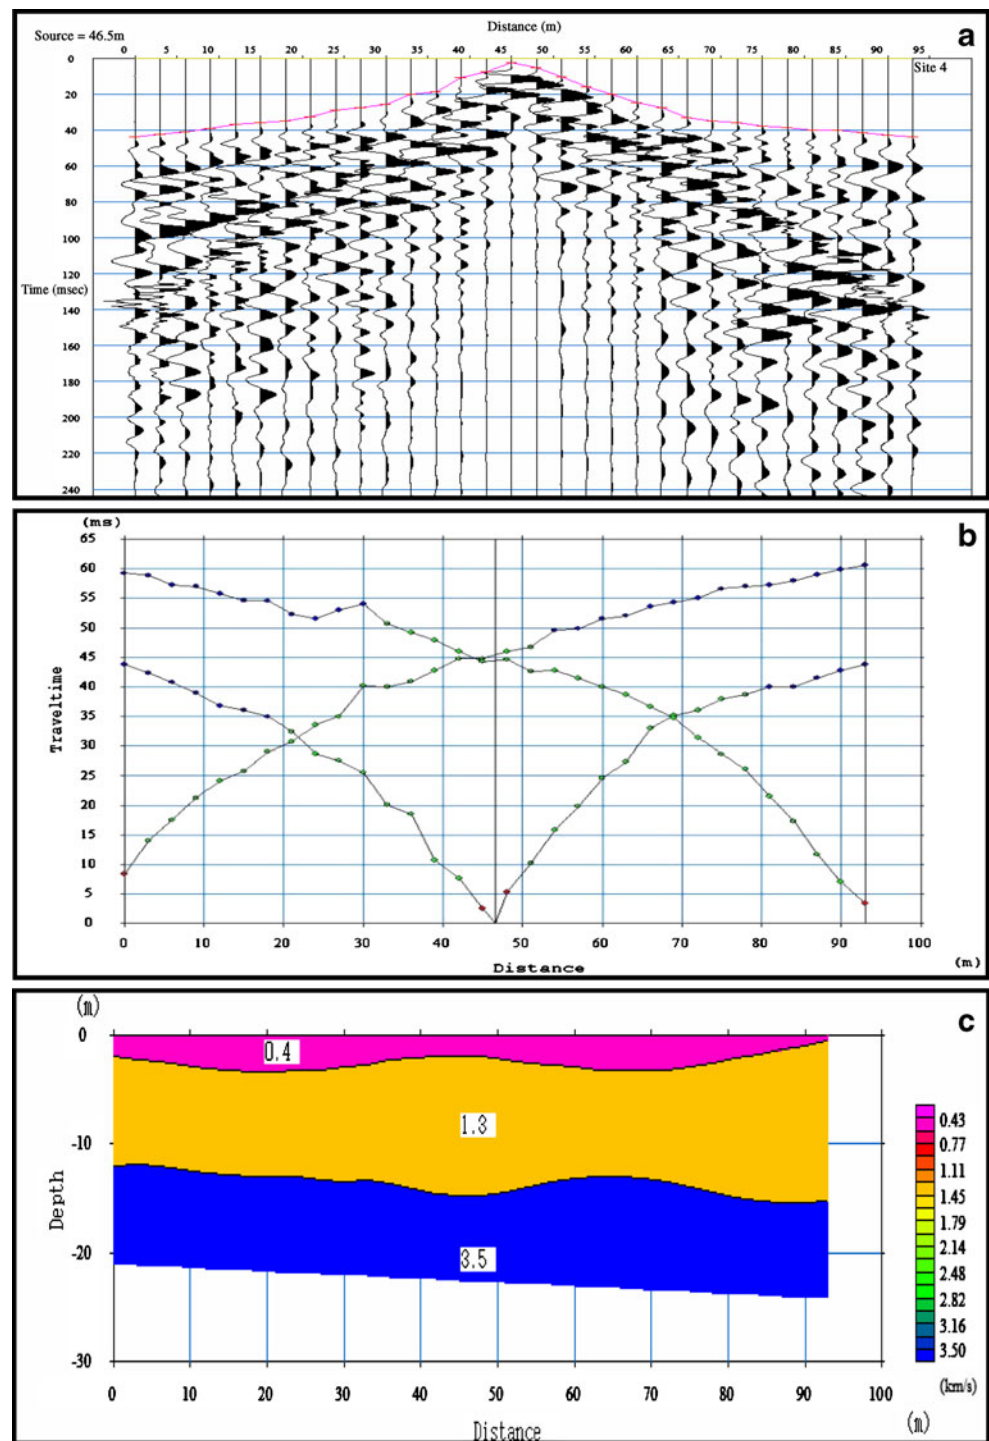 a
Distance (m)
Source = 46.5m
0 5 10 15 20 25 30 35 40 45 50 55 60 65 70 75 80 85 90 95
Site 4
0
20
40
60
80
100
120
Time (msec)
140
160
180
200
220
240
b
(ms)
65
60
55
50
45
40
35
30
25
20
15
10
5
0
Traveltime
0 10 20 30 40 50 60 70 80 90 100
Distance
(m)
c
(m)
0
-10
-20
-30
Depth
0.4
1.3
3.5
0.43
0.77
1.11
1.45
1.79
2.14
2.48
2.82
3.16
3.50
(km/s)
0 10 20 30 40 50 60 70 80 90 100
Distance
(m)